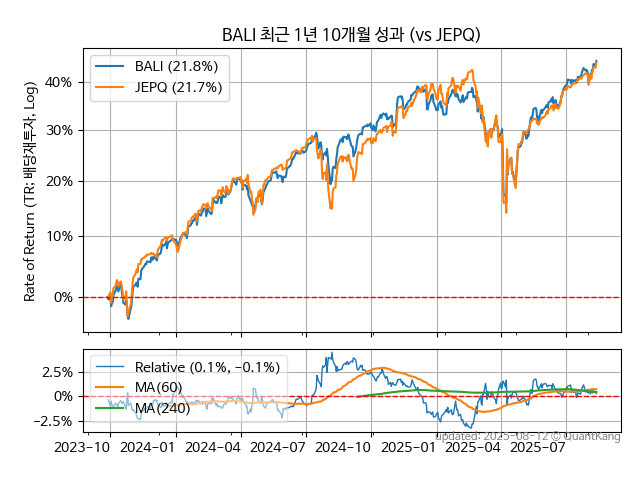 BALI 최근 1년 10개월 성과 (vs JEPQ)
Rate of Return (TR: 배당재투자, Log)
BALI (21.8%)
JEPQ (21.7%)
40%
30%
20%
10%
0%
Relative (0.1%, −0.1%)
MA(60)
MA(240)
2.5%
0%
−2.5%
2023-10 2024-01 2024-04 2024-07 2024-10 2025-01 2025-04 2025-07
updated: 2025-08-12 © QuantKang